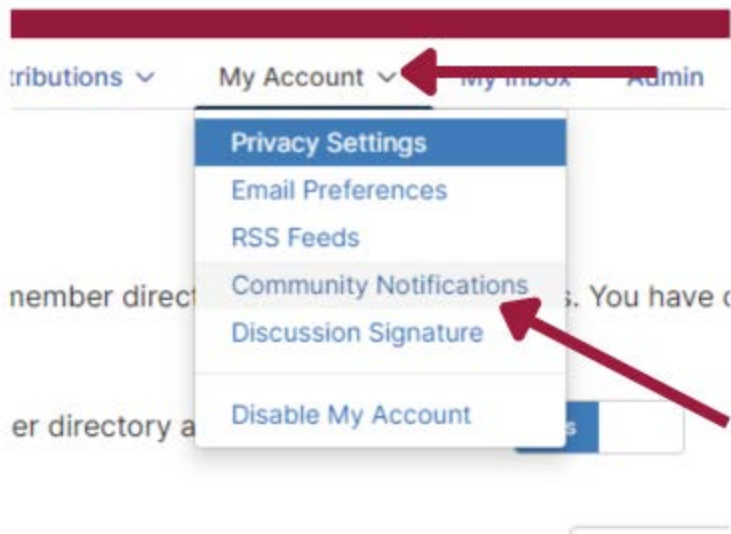 tributions My Account My Inbox Admin
Privacy Settings
Email Preferences
RSS Feeds
Community Notifications
member direct s. You have
Discussion Signature
Disable My Account
er directory a s